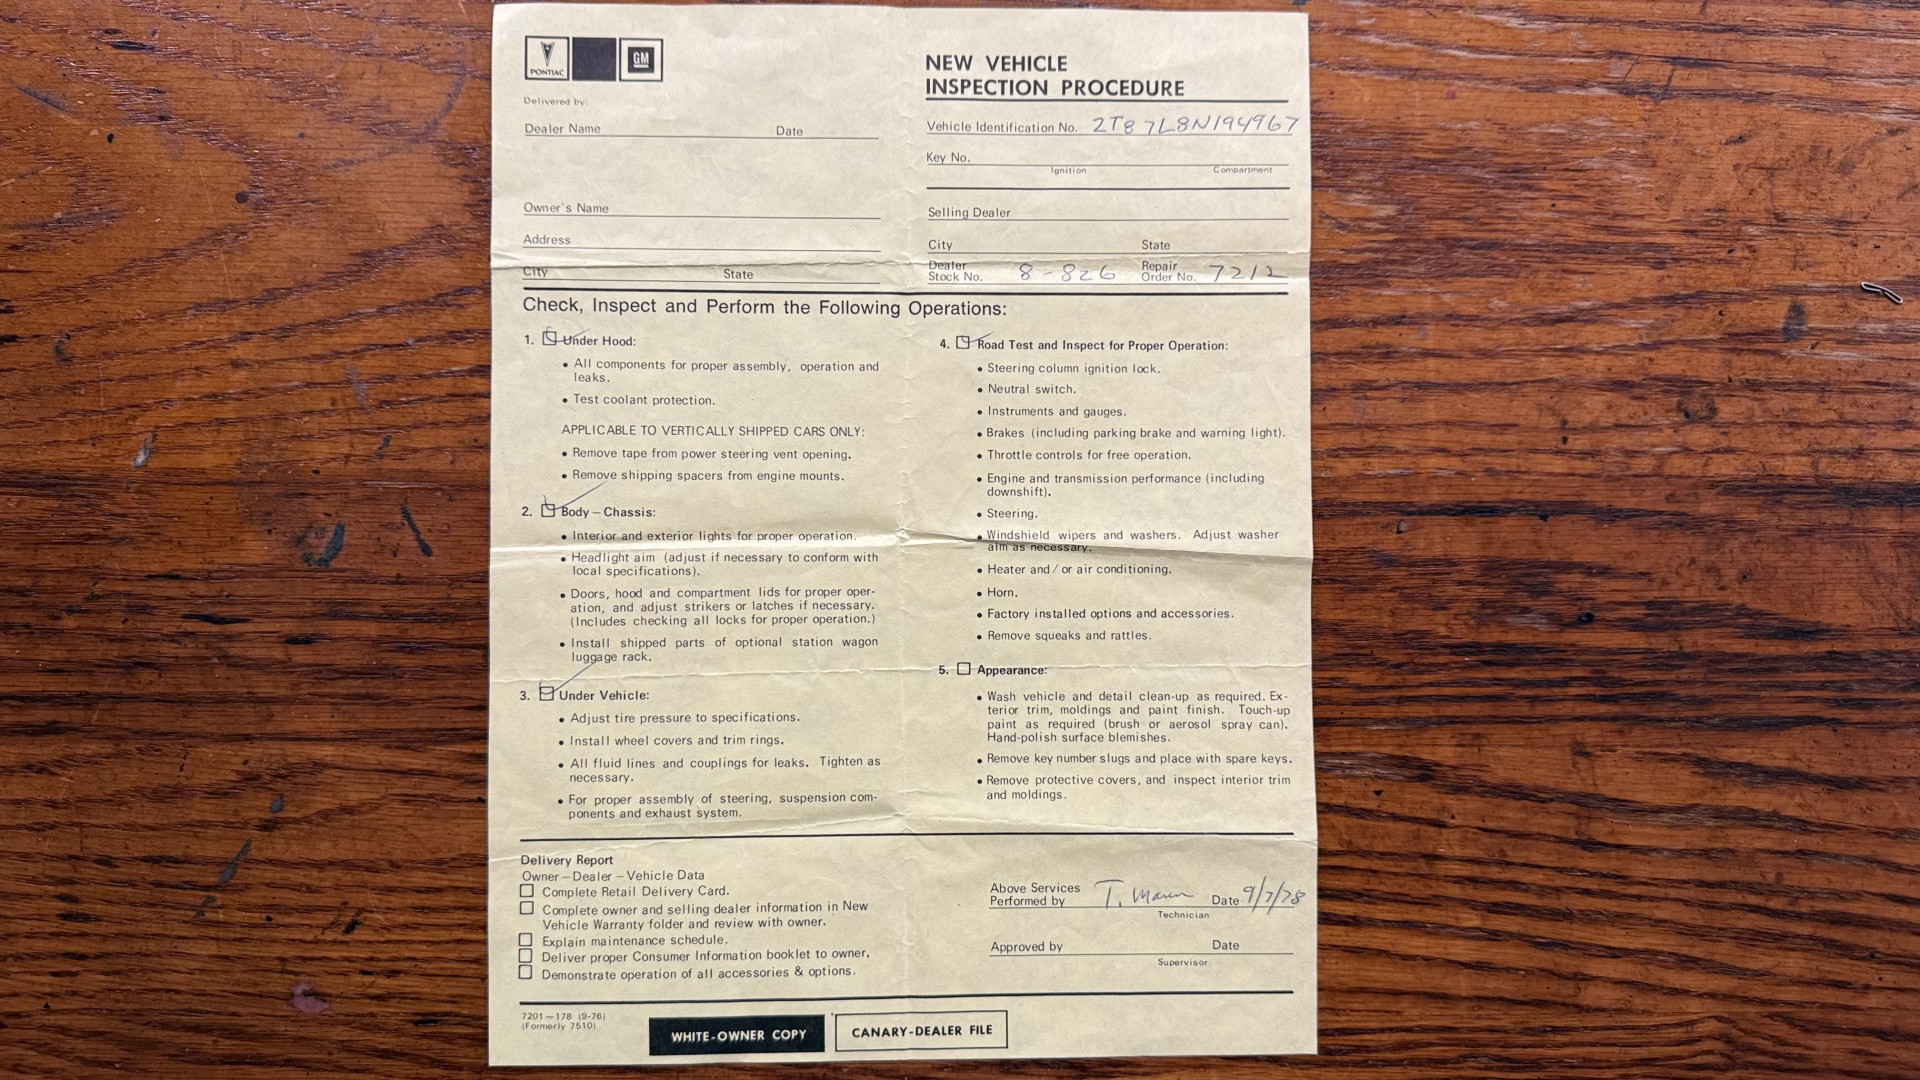 PONTIAC
GM
NEW VEHICLE
INSPECTION PROCEDURE
Delivered by:
Dealer Name Date
Owner's Name
Address
City State
Vehicle Identification No. 2T87L8N194967
Key No.
Ignition Compartment
Selling Dealer
City State
Dealer
Stock No. 8-826 Repair
Order No. 7212
Check, Inspect and Perform the Following Operations:
1. Under Hood:
• All components for proper assembly, operation and
leaks.
• Test coolant protection.
APPLICABLE TO VERTICALLY SHIPPED CARS ONLY:
• Remove tape from power steering vent opening.
• Remove shipping spacers from engine mounts.
2. Body – Chassis:
• Interior and exterior lights for proper operation.
• Headlight aim (adjust if necessary to conform with
local specifications).
• Doors, hood and compartment lids for proper oper-
ation, and adjust strikers or latches if necessary.
(Includes checking all locks for proper operation.)
• Install shipped parts of optional station wagon
luggage rack.
3. Under Vehicle:
• Adjust tire pressure to specifications.
• Install wheel covers and trim rings.
• All fluid lines and couplings for leaks. Tighten as
necessary.
• For proper assembly of steering, suspension com-
ponents and exhaust system.
4. Road Test and Inspect for Proper Operation:
• Steering column ignition lock.
• Neutral switch.
• Instruments and gauges.
• Brakes (including parking brake and warning light).
• Throttle controls for free operation.
• Engine and transmission performance (including
downshift).
• Steering.
• Windshield wipers and washers. Adjust washer
aim as necessary.
• Heater and/or air conditioning.
• Horn.
• Factory installed options and accessories.
• Remove squeaks and rattles.
5. Appearance:
• Wash vehicle and detail clean-up as required. Ex-
terior trim, moldings and paint finish. Touch-up
paint as required (brush or aerosol spray can).
Hand-polish surface blemishes.
• Remove key number slugs and place with spare keys.
• Remove protective covers, and inspect interior trim
and moldings.
Delivery Report
Owner – Dealer – Vehicle Data
Complete Retail Delivery Card.
Complete owner and selling dealer information in New
Vehicle Warranty folder and review with owner.
Explain maintenance schedule.
Deliver proper Consumer Information booklet to owner.
Demonstrate operation of all accessories & options.
Above Services
Performed by T. Date 9/7/78
Technician
Approved by Date
Supervisor
7201–178 (9-76)
(Formerly 7510)
WHITE-OWNER COPY
CANARY-DEALER FILE